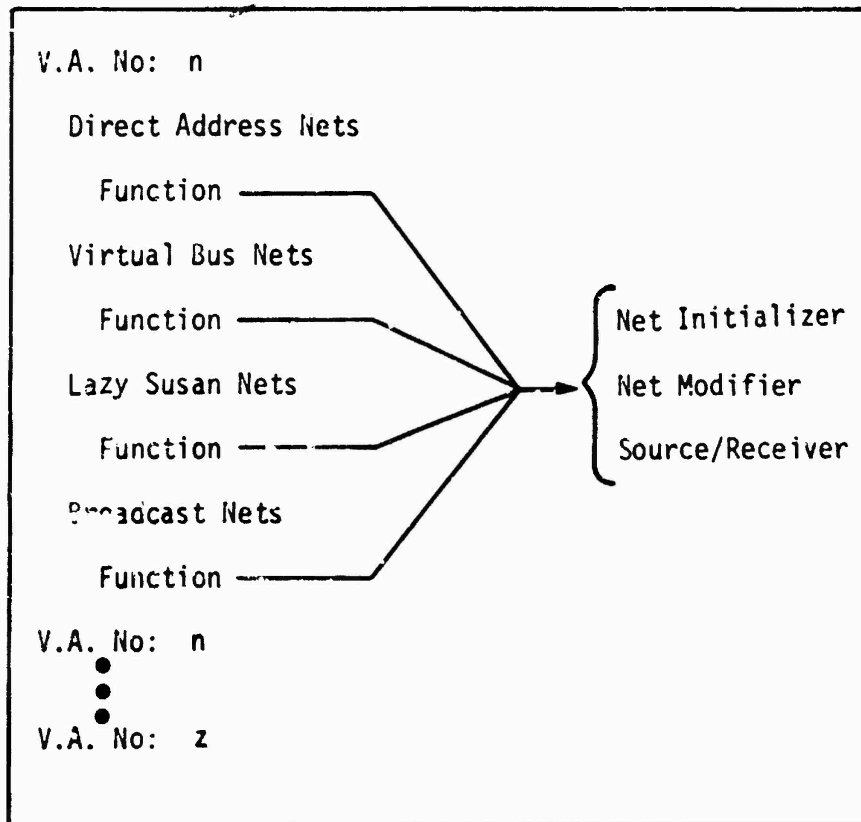 V.A. No: n
Direct Address Nets
Function
Virtual Bus Nets
Function
Net Initializer
Lazy Susan Nets
Net Modifier
Function
Source/Receiver
Broadcast Nets
Function
V.A. No: n
V.A. No: z